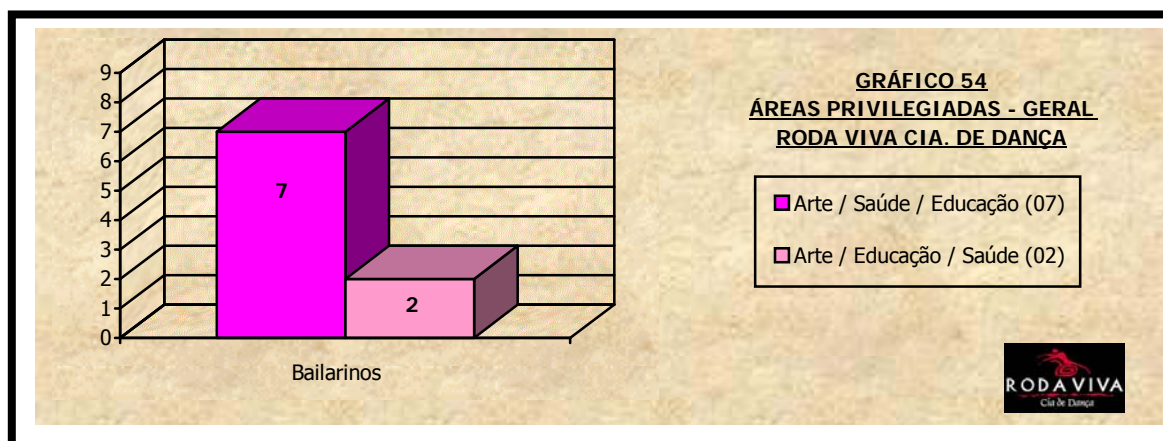 GRÁFICO 54
ÁREAS PRIVILEGIADAS - GERAL
RODA VIVA CIA. DE DANÇA
9
8
7
6
5
4
3
2
1
0
7
2
Bailarinos
Arte / Saúde / Educação (07)
Arte / Educação / Saúde (02)
RODA VIVA
Cia de Dança